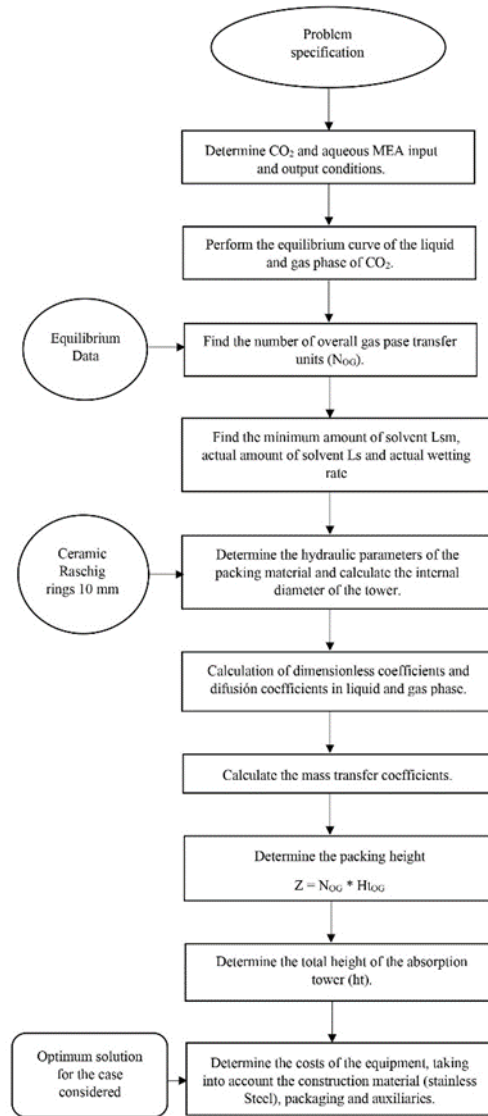 Problem
specification
Determine CO₂ and aqueous MEA input
and output conditions.
Perform the equilibrium curve of the liquid
and gas phase of CO₂.
Equilibrium
Data
Find the number of overall gas pase transfer
units (N_OG).
Find the minimum amount of solvent Lsm,
actual amount of solvent Ls and actual wetting
rate
Ceramic
Raschig
rings 10 mm
Determine the hydraulic parameters of the
packing material and calculate the internal
diameter of the tower.
Calculation of dimensionless coefficients and
difusión coefficients in liquid and gas phase.
Calculate the mass transfer coefficients.
Determine the packing height
Z = N_OG * Ht_OG
Determine the total height of the absorption
tower (ht).
Optimum solution
for the case
considered
Determine the costs of the equipment, taking
into account the construction material (stainless
Steel), packaging and auxiliaries.